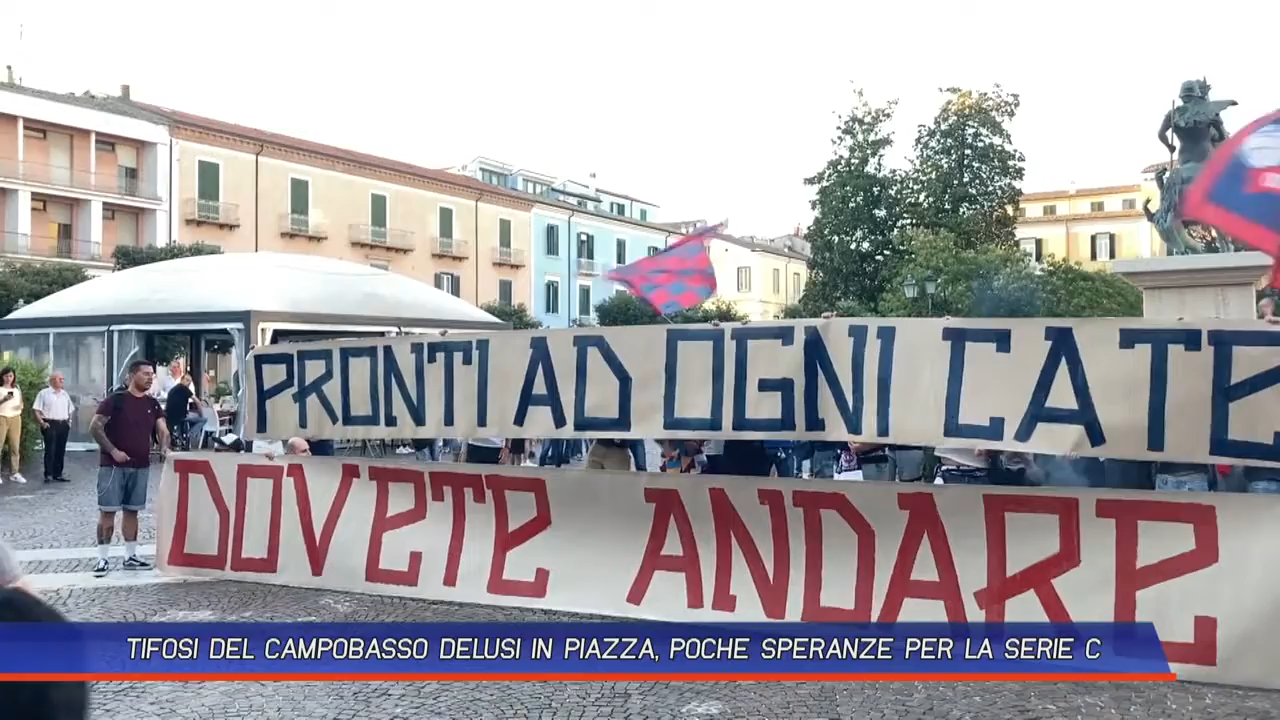 PRONTI AD OGNI CATE
DOVETE ANDARE
TIFOSI DEL CAMPOBASSO DELUSI IN PIAZZA, POCHE SPERANZE PER LA SERIE C